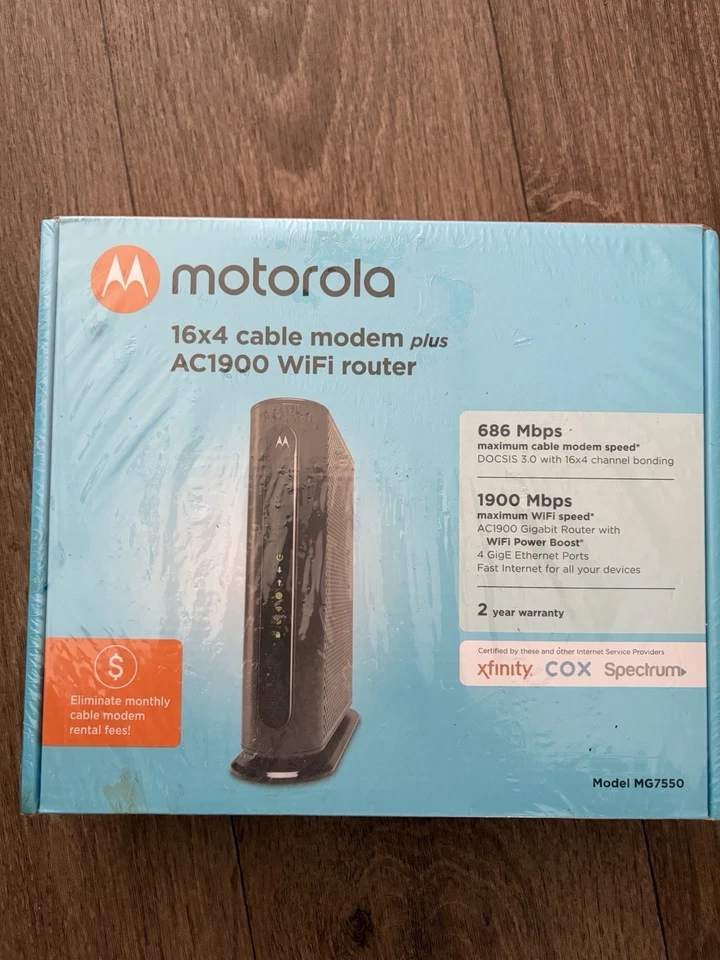 motorola
16x4 cable modem plus
AC1900 WiFi router
686 Mbps
maximum cable modem speed*
DOCSIS 3.0 with 16x4 channel bonding
1900 Mbps
maximum WiFi speed*
AC1900 Gigabit Router with
WiFi Power Boost*
4 GigE Ethernet Ports
Fast Internet for all your devices
2 year warranty
Certified by these and other Internet Service Providers
xfinity. COX Spectrum
$
Eliminate monthly
cable modem
rental fees!
Model MG7550